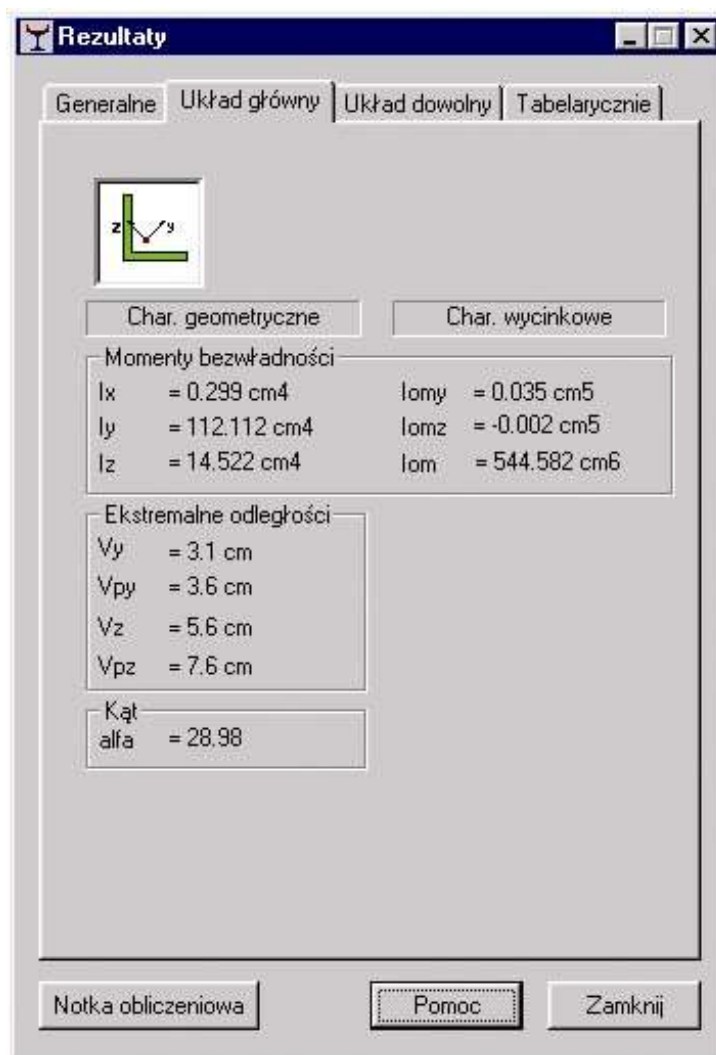 Rezultaty
Generalne Układ główny Układ dowolny Tabelarycznie
z y
Char. geometryczne Char. wycinkowe
Momenty bezwładności
Ix = 0.299 cm4 Iomy = 0.035 cm5
Iy = 112.112 cm4 Iomz = -0.002 cm5
Iz = 14.522 cm4 Iom = 544.582 cm6
Ekstremalne odległości
Vy = 3.1 cm
Vpy = 3.6 cm
Vz = 5.6 cm
Vpz = 7.6 cm
Kąt
alfa = 28.98
Notka obliczeniowa Pomoc Zamknij